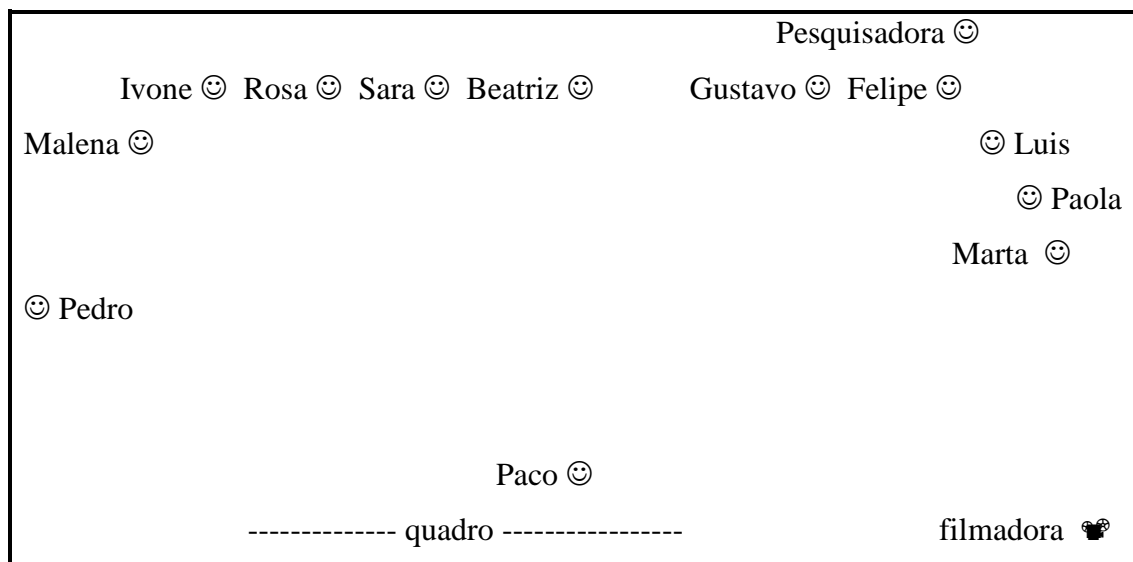 Pesquisadora ☺
Ivone ☺ Rosa ☺ Sara ☺ Beatriz ☺ Gustavo ☺ Felipe ☺
Malena ☺ ☺ Luis
☺ Paola
Marta ☺
☺ Pedro
Paco ☺
------------- quadro ----------------- filmadora